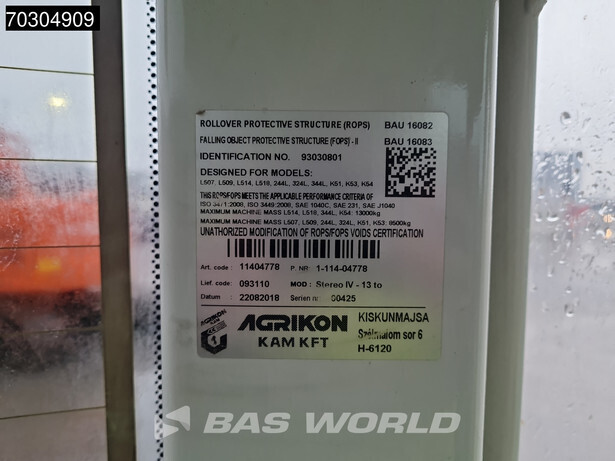 70304909
ROLLOVER PROTECTIVE STRUCTURE (ROPS) BAU 16082
FALLING OBJECT PROTECTIVE STRUCTURE (FOPS) - II BAU 16083
IDENTIFICATION NO. 93030801
DESIGNED FOR MODELS:
L507, L509, L514, L518, 244L, 324L, 344L, K51, K53, K54
THIS ROPS/FOPS MEETS THE APPLICABLE PERFORMANCE CRITERIA OF
ISO 3471:2008, ISO 3449:2008, SAE 1040C, SAE 231, SAE J1040
MAXIMUM MACHINE MASS L514, L518, 344L, K54: 13000kg
MAXIMUM MACHINE MASS L507, L509, 244L, 324L, K51, K53: 8500kg
UNATHORIZED MODIFICATION OF ROPS/FOPS VOIDS CERTIFICATION
Art. code : 11404778 P. NR: 1-114-04778
Lief. code: 093110 MOD : Stereo IV - 13 to
Datum : 22082018 Serien nr: 00425
AGRIKON
KAM KFT
KISKUNMAJSA
Szélmalom sor 6
H-6120
BAS WORLD